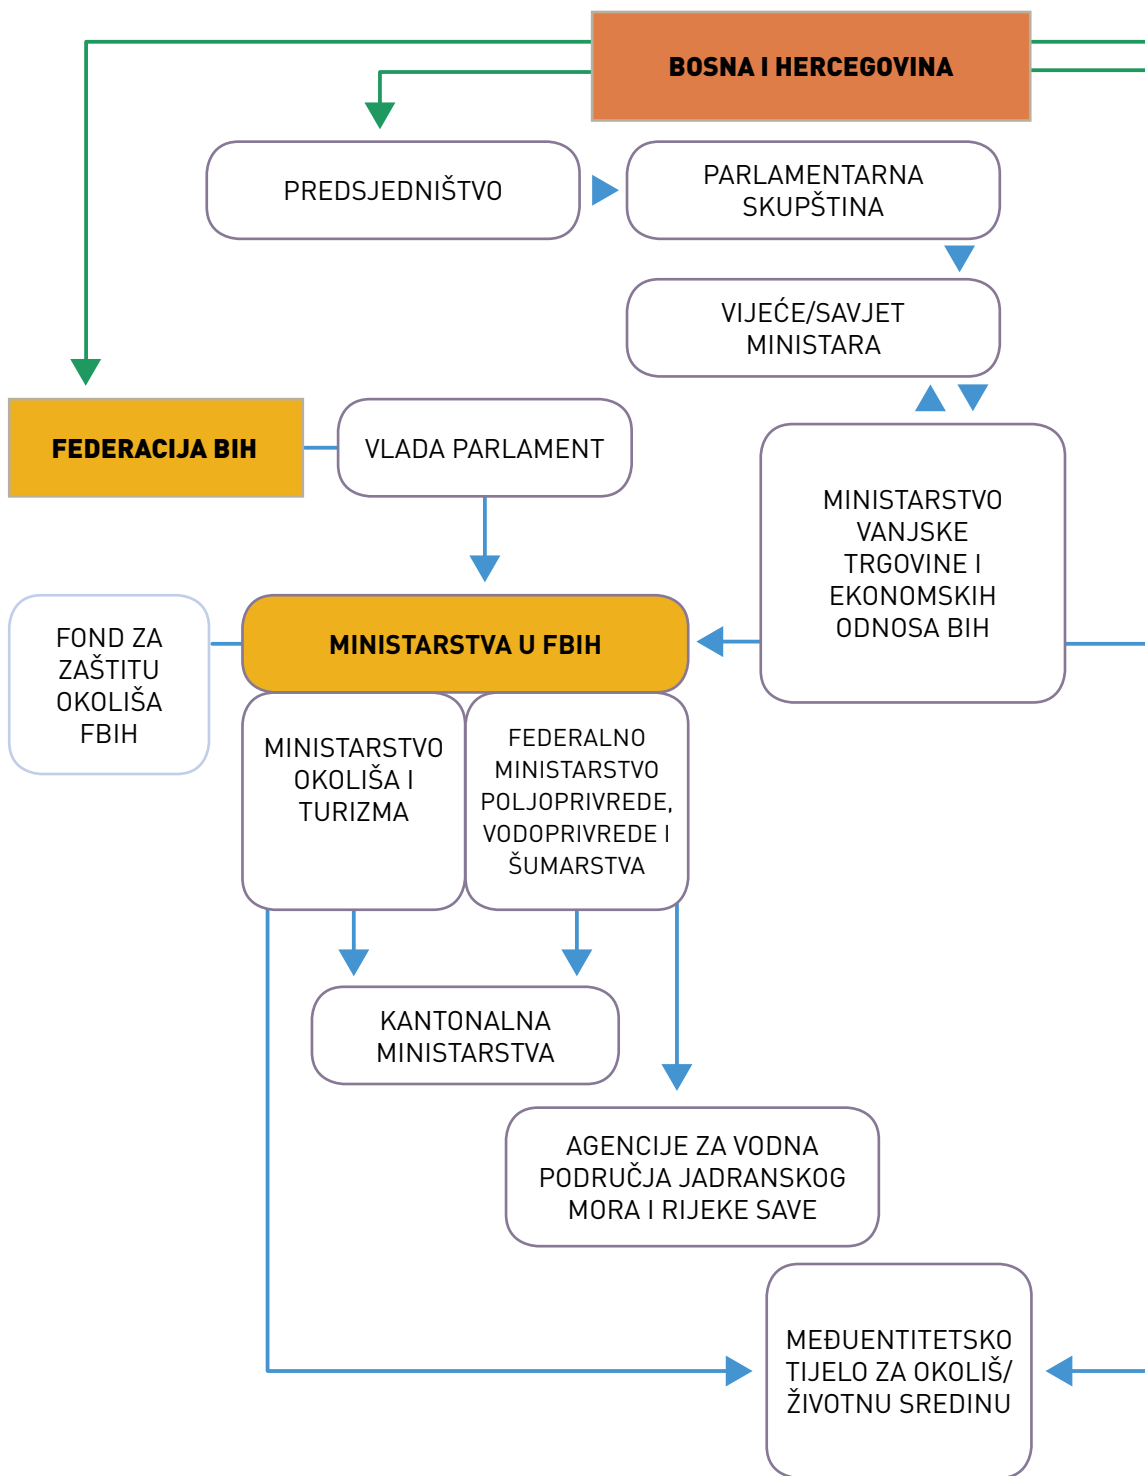 BOSNA I HERCEGOVINA
PREDSJEDNIŠTVO
PARLAMENTARNA
SKUPŠTINA
VIJEĆE/SAVJET
MINISTARA
FEDERACIJA BIH
VLADA PARLAMENT
MINISTARSTVO
VANJSKE
TRGOVINE I
EKONOMSKIH
ODNOSA BIH
FOND ZA
ZAŠTITU
OKOLIŠA
FBIH
MINISTARSTVA U FBIH
MINISTARSTVO
OKOLIŠA I
TURIZMA
FEDERALNO
MINISTARSTVO
POLJOPRIVREDE,
VODOPRIVREDE I
ŠUMARSTVA
KANTONALNA
MINISTARSTVA
AGENCIJE ZA VODNA
PODRUČJA JADRANSKOG
MORA I RIJEKE SAVE
MEĐUENTITETSKO
TIJELO ZA OKOLIŠ/
ŽIVOTNU SREDINU